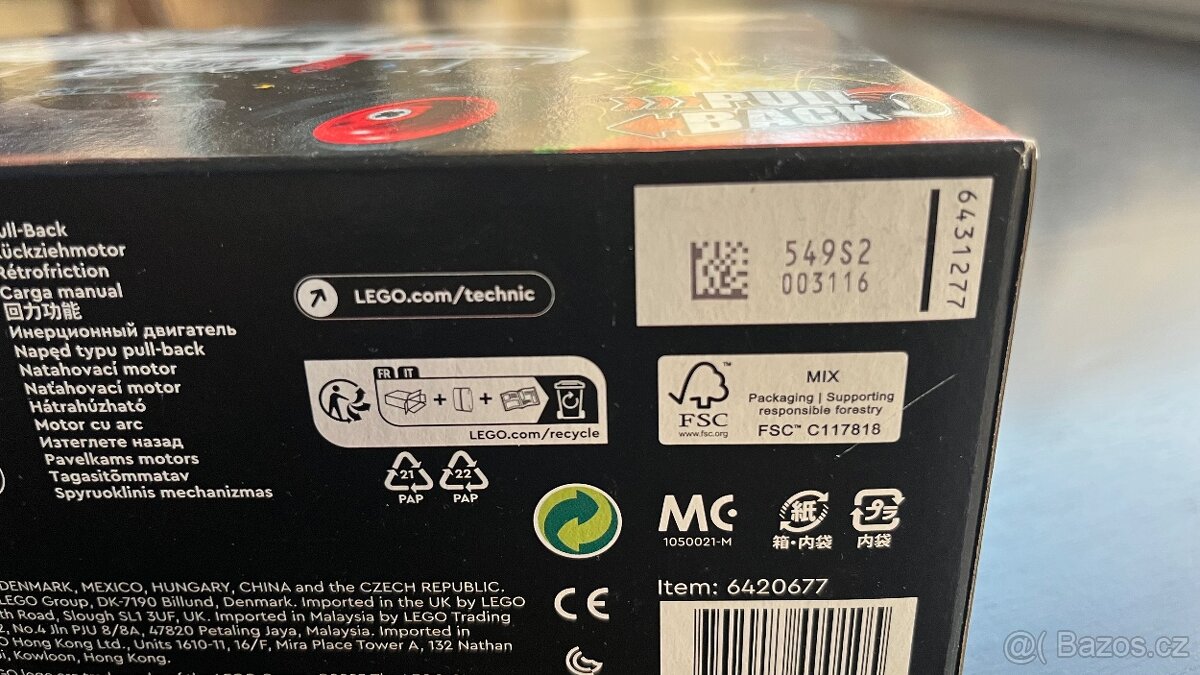 PULL
BACK
ull-Back
Rückziehmotor
Rétrofriction
Carga manual
回力功能
Инерционный двигатель
Napęd typu pull-back
Natahovací motor
Naťahovací motor
Hátrahúzható
Motor cu arc
Изтеглете назад
Pavelkams motors
Tagasitõmmatav
Spyruoklinis mechanizmas
LEGO.com/technic
FR IT
+ +
LEGO.com/recycle
21
PAP
22
PAP
549S2
003116
6431277
FSC™
www.fsc.org
MIX
Packaging | Supporting
responsible forestry
FSC™ C117818
MC
1050021-M
紙
箱・内袋
プラ
内袋
Item: 6420677
DENMARK, MEXICO, HUNGARY, CHINA and the CZECH REPUBLIC.
LEGO Group, DK-7190 Billund, Denmark. Imported in the UK by LEGO
th Road, Slough SL1 3UF, UK. Imported in Malaysia by LEGO Trading
2, No.4 Jln PJU 8/8A, 47820 Petaling Jaya, Malaysia. Imported in
O Hong Kong Ltd., Units 1610-11, 16/F, Mira Place Tower A, 132 Nathan
ui, Kowloon, Hong Kong.
CE
Bazos.cz